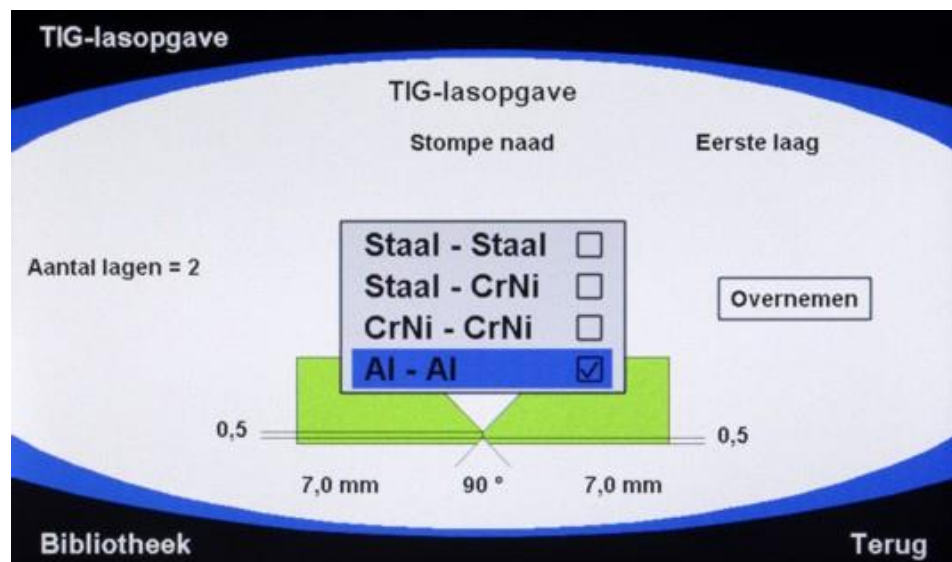 TIG-lasopgave
TIG-lasopgave
Stompe naad
Eerste laag
Staal - Staal
Staal - CrNi
Aantal lagen = 2
CrNi - CrNi
Overnemen
Al - Al
0,5
0,5
7,0 mm
90 °
7,0 mm
Bibliotheek
Terug